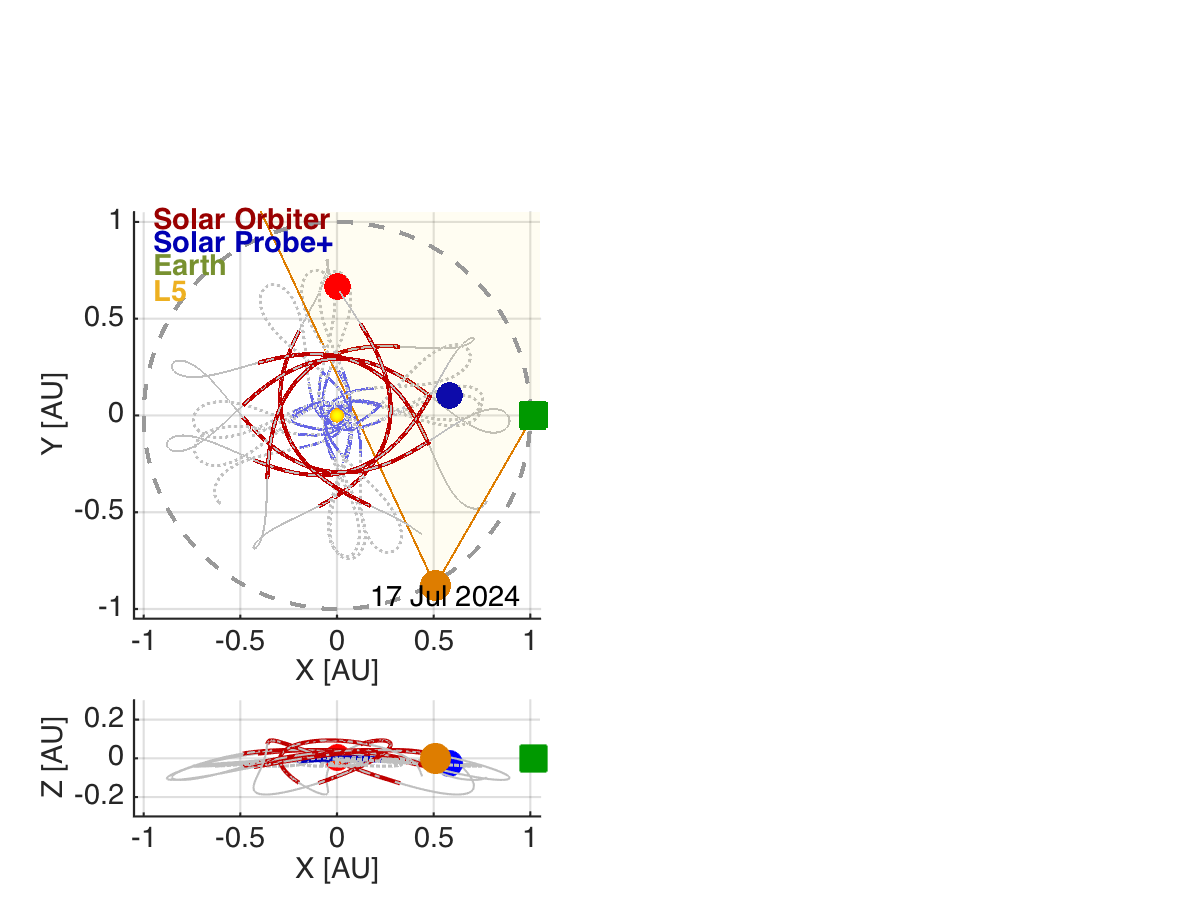 Solar Orbiter
Solar Probe+
Earth
L5
1
0.5
0
-0.5
-1
Y [AU]
17 Jul 2024
-1 -0.5 0 0.5 1
X [AU]
0.2
0
-0.2
Z [AU]
-1 -0.5 0 0.5 1
X [AU]